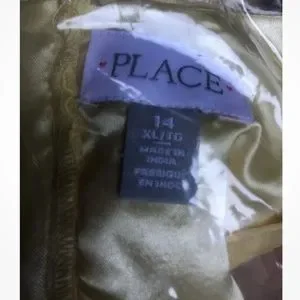 PLACE
14
XL/TG
MADE IN
INDIA
FABRIQUÉ
EN INDE